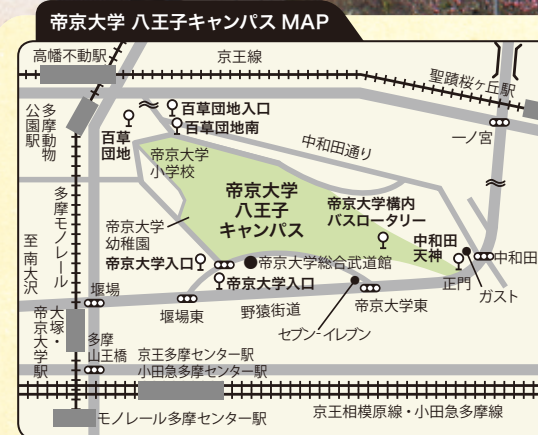 帝京大学 八王子キャンパス MAP
高幡不動駅
京王線
聖蹟桜ヶ丘駅
多摩動物
公園駅
百草
団地
百草団地入口
百草団地南
中和田通り
一ノ宮
帝京大学
小学校
帝京大学
八王子
キャンパス
帝京大学構内
バスロータリー
帝京大学
幼稚園
中和田
天神
中和田
多摩モノレール
至 南大沢
帝京大学入口
帝京大学総合武道館
帝京大学入口
正門
ガスト
堰場
堰場東
野猿街道
帝京大学東
セブン-イレブン
大塚・
帝京大学駅
多摩
山王橋
京王多摩センター駅
小田急多摩センター駅
モノレール多摩センター駅
京王相模原線・小田急多摩線